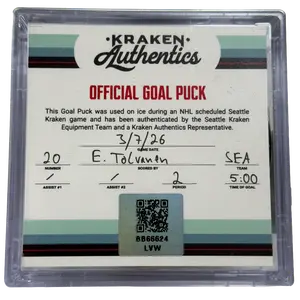 KRAKEN
Authentics
OFFICIAL GOAL PUCK
This Goal Puck was used on ice during an NHL scheduled Seattle
Kraken game and has been authenticated by the Seattle Kraken
Equipment Team and a Kraken Authentics Representative.
3/7/26
GAME DATE
20 E. Tolvanen SEA
NUMBER SCORED BY TEAM
/ / 2 5:00
ASSIST #1 ASSIST #2 PERIOD TIME OF GOAL
RB66624
LVW